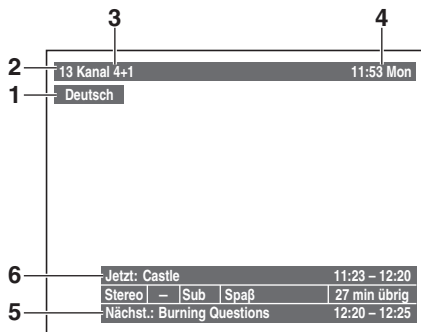 3 4
2 13 Kanal 4+1 11:53 Mon
1 Deutsch
6 Jetzt: Castle 11:23 – 12:20
Stereo – Sub Spaß 27 min übrig
5 Nächst.: Burning Questions 12:20 – 12:25